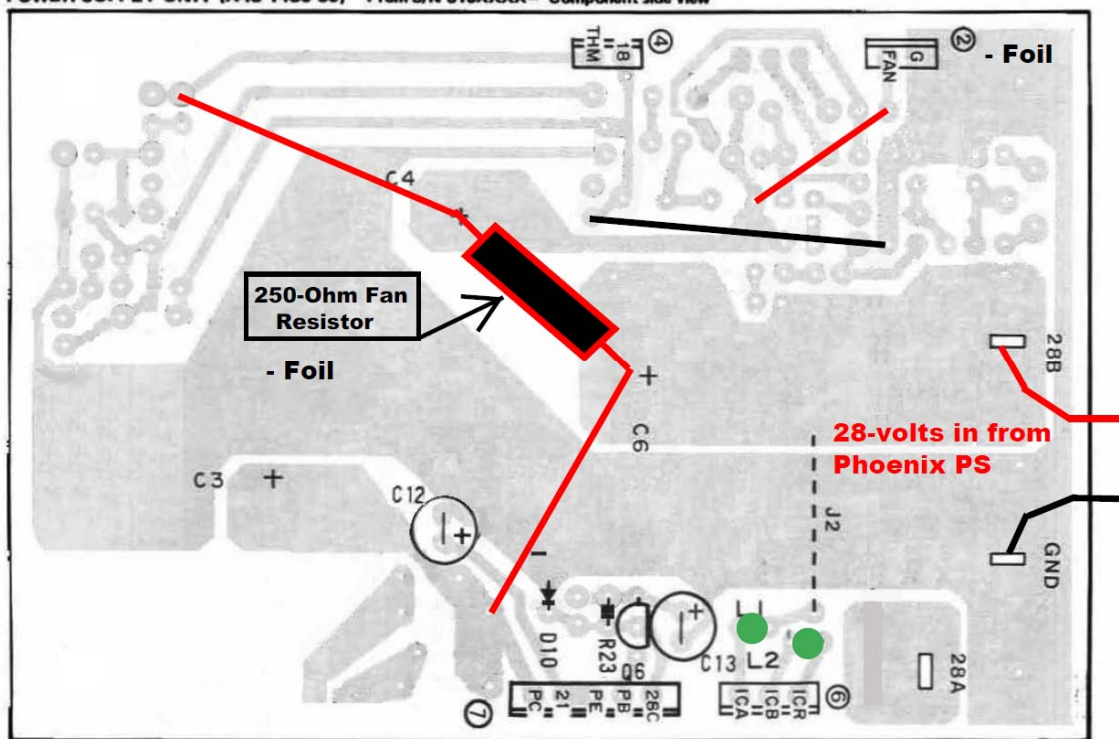 THM
18
④
FAN
G
②
- Foil
C4
+
250-Ohm Fan
Resistor
- Foil
28B
+
C6
28-volts in from
Phoenix PS
C3
+
C12
+
J2
GND
D10
R23
Q6
+
C13
L1
L2
28A
⑦
PC
21
PE
PB
28C
ICA
ICB
ICR
⑥